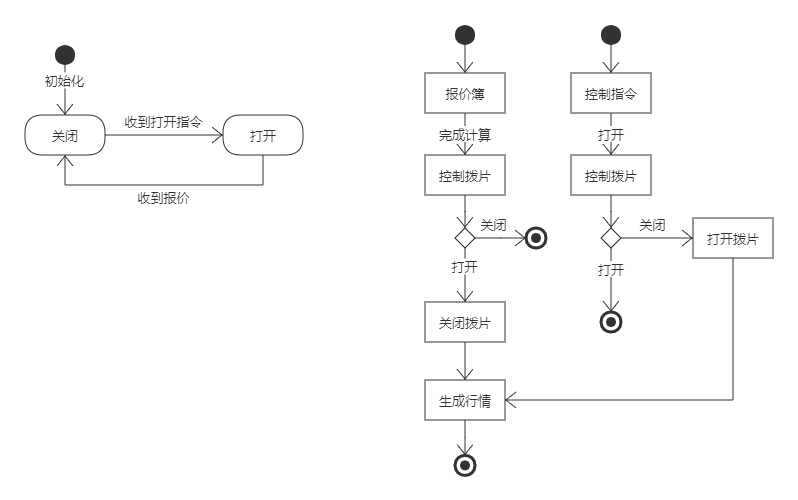 初始化
关闭
收到打开指令
打开
收到报价
报价簿
完成计算
控制拨片
关闭
打开
关闭拨片
生成行情
控制指令
打开
控制拨片
关闭
打开拨片
打开